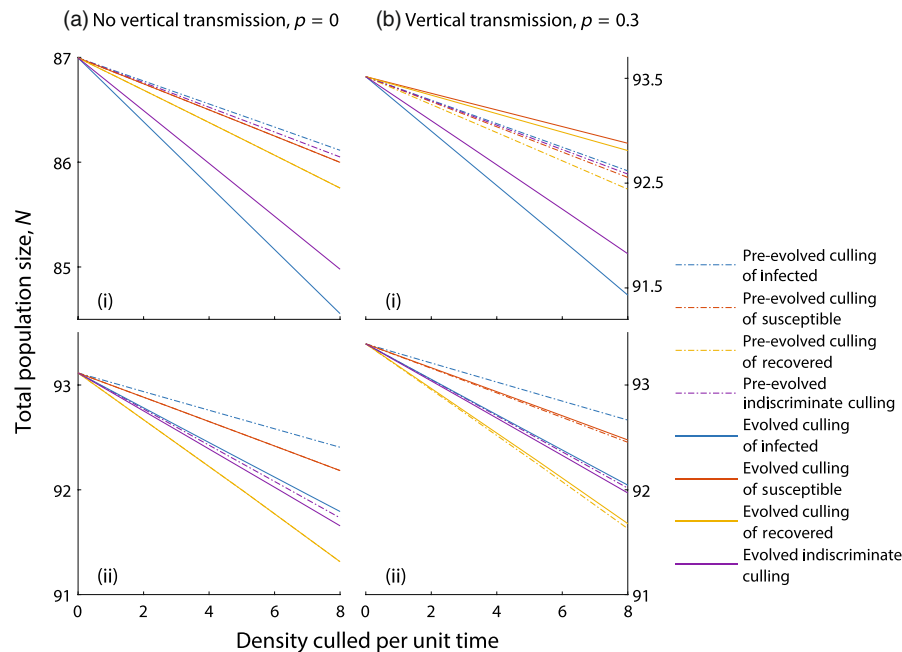 (a) No vertical transmission, p = 0
(b) Vertical transmission, p = 0.3
Total population size, N
87
86
85
(i)
93.5
92.5
91.5
(i)
93
92
91
(ii)
0 2 4 6 8
93
92
91
(ii)
0 2 4 6 8
Density culled per unit time
Pre-evolved culling
of infected
Pre-evolved culling
of susceptible
Pre-evolved culling
of recovered
Pre-evolved
indiscriminate culling
Evolved culling
of infected
Evolved culling
of susceptible
Evolved culling
of recovered
Evolved indiscriminate
culling